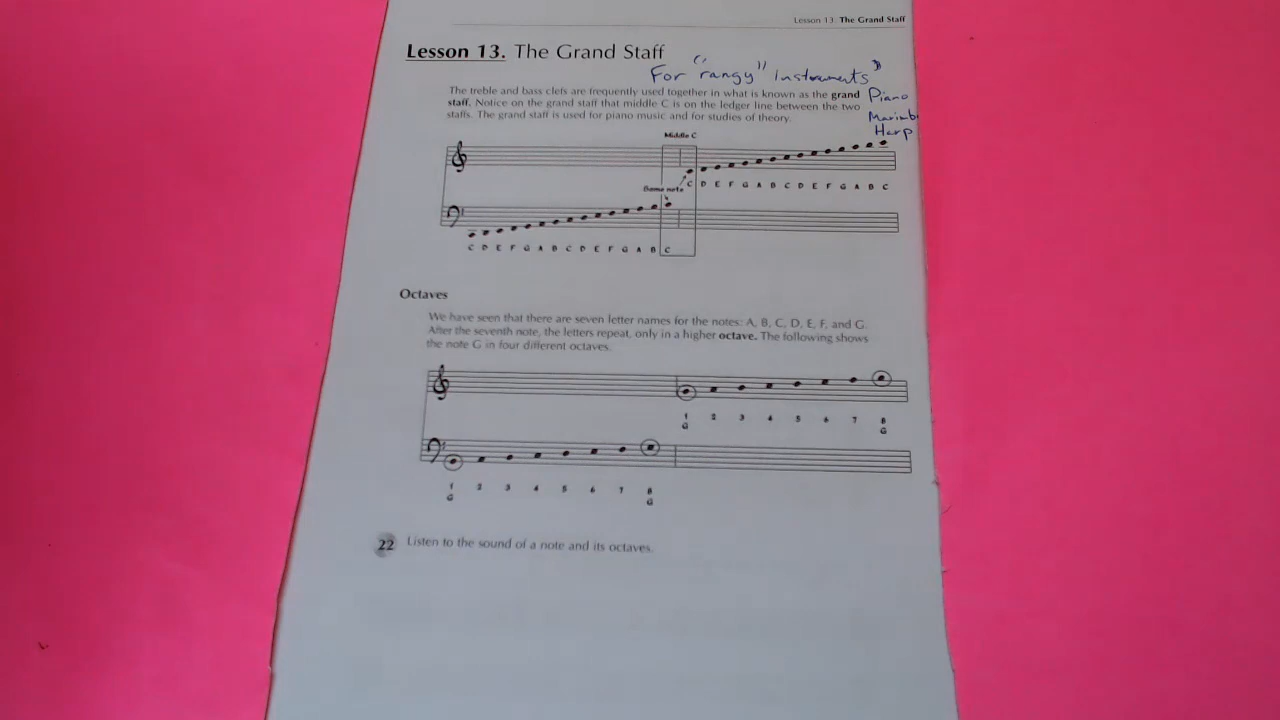 Lesson 13. The Grand Staff
Lesson 13. The Grand Staff
For "rangy" Instruments
The treble and bass clefs are frequently used together in what is known as the grand
staff. Notice on the grand staff that middle C is on the ledger line between the two
staffs. The grand staff is used for piano music and for studies of theory.
Piano
Marimb
Harp
Middle C
Same note
C D E F G A B C D E F G A B C
C D E F G A B C D E F G A B C
Octaves
We have seen that there are seven letter names for the notes: A, B, C, D, E, F, and G.
After the seventh note, the letters repeat, only in a higher octave. The following shows
the note G in four different octaves.
1 2 3 4 5 6 7 8
G G
1 2 3 4 5 6 7 8
G G
22 Listen to the sound of a note and its octaves.